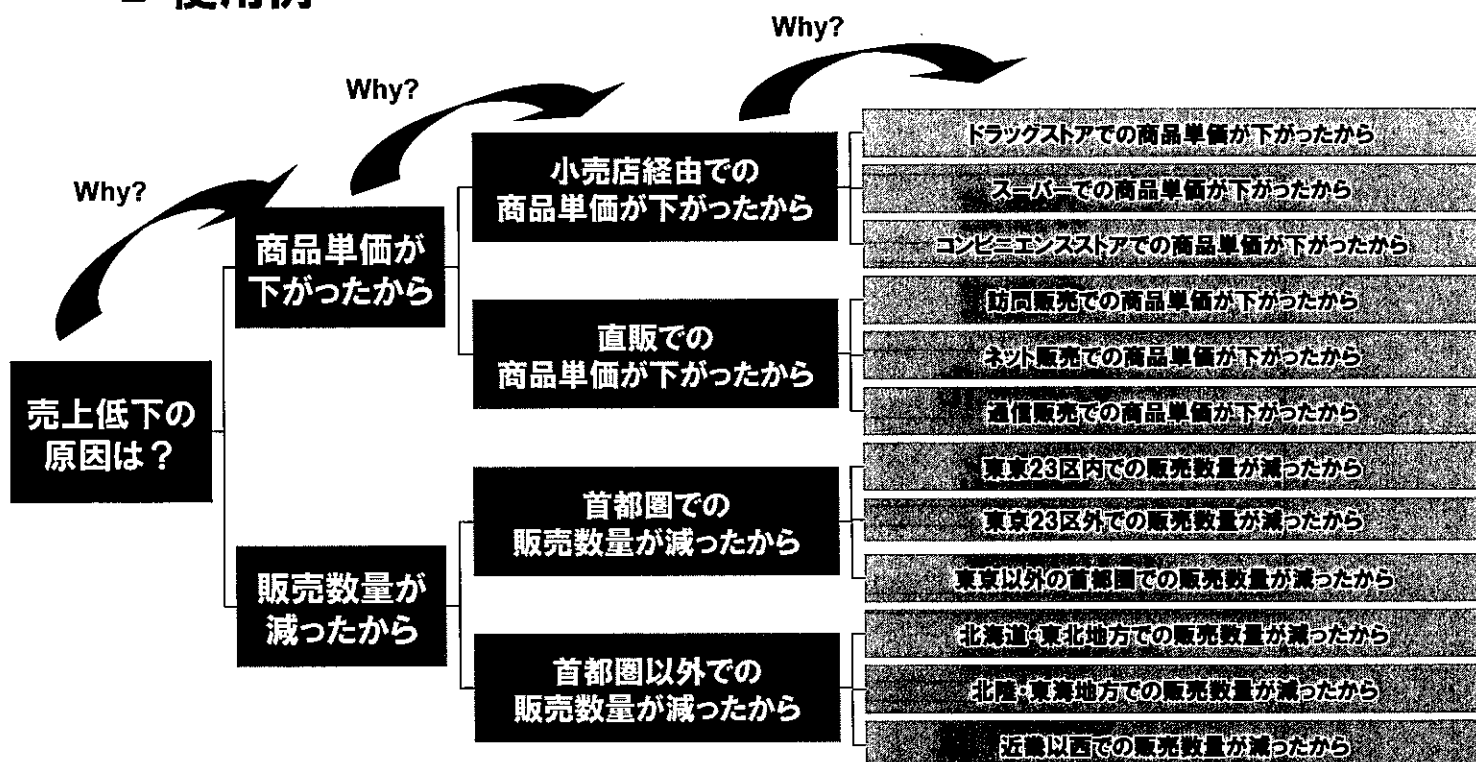 使用例
Why?
Why?
Why?
売上低下の
原因は？
商品単価が
下がったから
販売数量が
減ったから
小売店経由での
商品単価が下がったから
直販での
商品単価が下がったから
首都圏での
販売数量が減ったから
首都圏以外での
販売数量が減ったから
ドラッグストアでの商品単価が下がったから
スーパーでの商品単価が下がったから
コンビニエンスストアでの商品単価が下がったから
訪問販売での商品単価が下がったから
ネット販売での商品単価が下がったから
通信販売での商品単価が下がったから
東京23区内での販売数量が減ったから
東京23区外での販売数量が減ったから
東京以外の首都圏での販売数量が減ったから
北海道・東北地方での販売数量が減ったから
北陸・東海地方での販売数量が減ったから
近畿以西での販売数量が減ったから